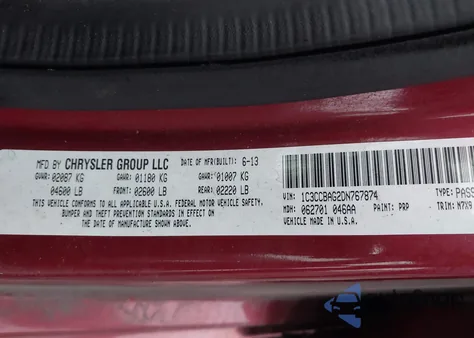 MFD BY CHRYSLER GROUP LLC DATE OF MFR(BUILT): 6-13
GVWR: 02087 KG GAWR: 01180 KG GAWR: 01007 KG
04600 LB FRONT: 02600 LB REAR: 02220 LB
THIS VEHICLE CONFORMS TO ALL APPLICABLE U.S.A. FEDERAL MOTOR VEHICLE SAFETY,
BUMPER AND THEFT PREVENTION STANDARDS IN EFFECT ON
THE DATE OF MANUFACTURE SHOWN ABOVE.
VIN: 1C3CCBAG2DN767874 TYPE: PASS
MDH: 062701 046AA PAINT: PRP TRIM: M7X9
VEHICLE MADE IN U.S.A.